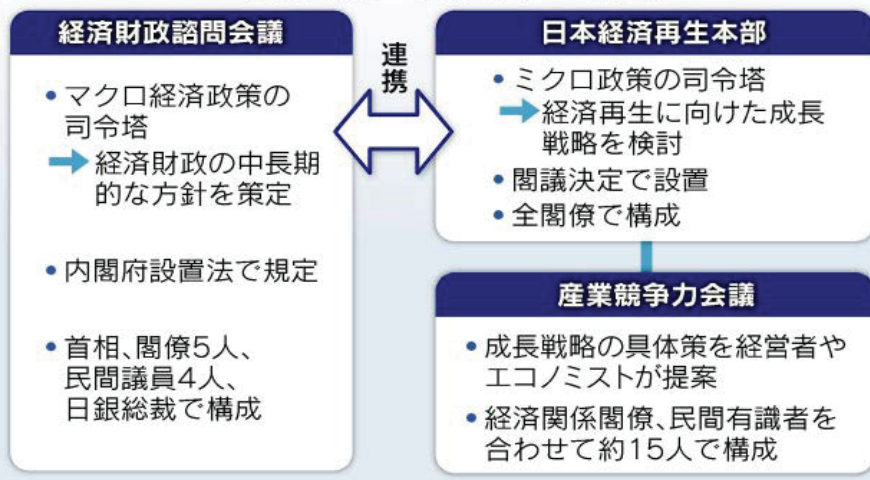 経済財政諮問会議
• マクロ経済政策の
司令塔
➡経済財政の中長期
的な方針を策定
• 内閣府設置法で規定
• 首相、閣僚5人、
民間議員4人、
日銀総裁で構成
連携
日本経済再生本部
• ミクロ政策の司令塔
➡経済再生に向けた成長
戦略を検討
• 閣議決定で設置
• 全閣僚で構成
産業競争力会議
• 成長戦略の具体策を経営者や
エコノミストが提案
• 経済関係閣僚、民間有識者を
合わせて約15人で構成